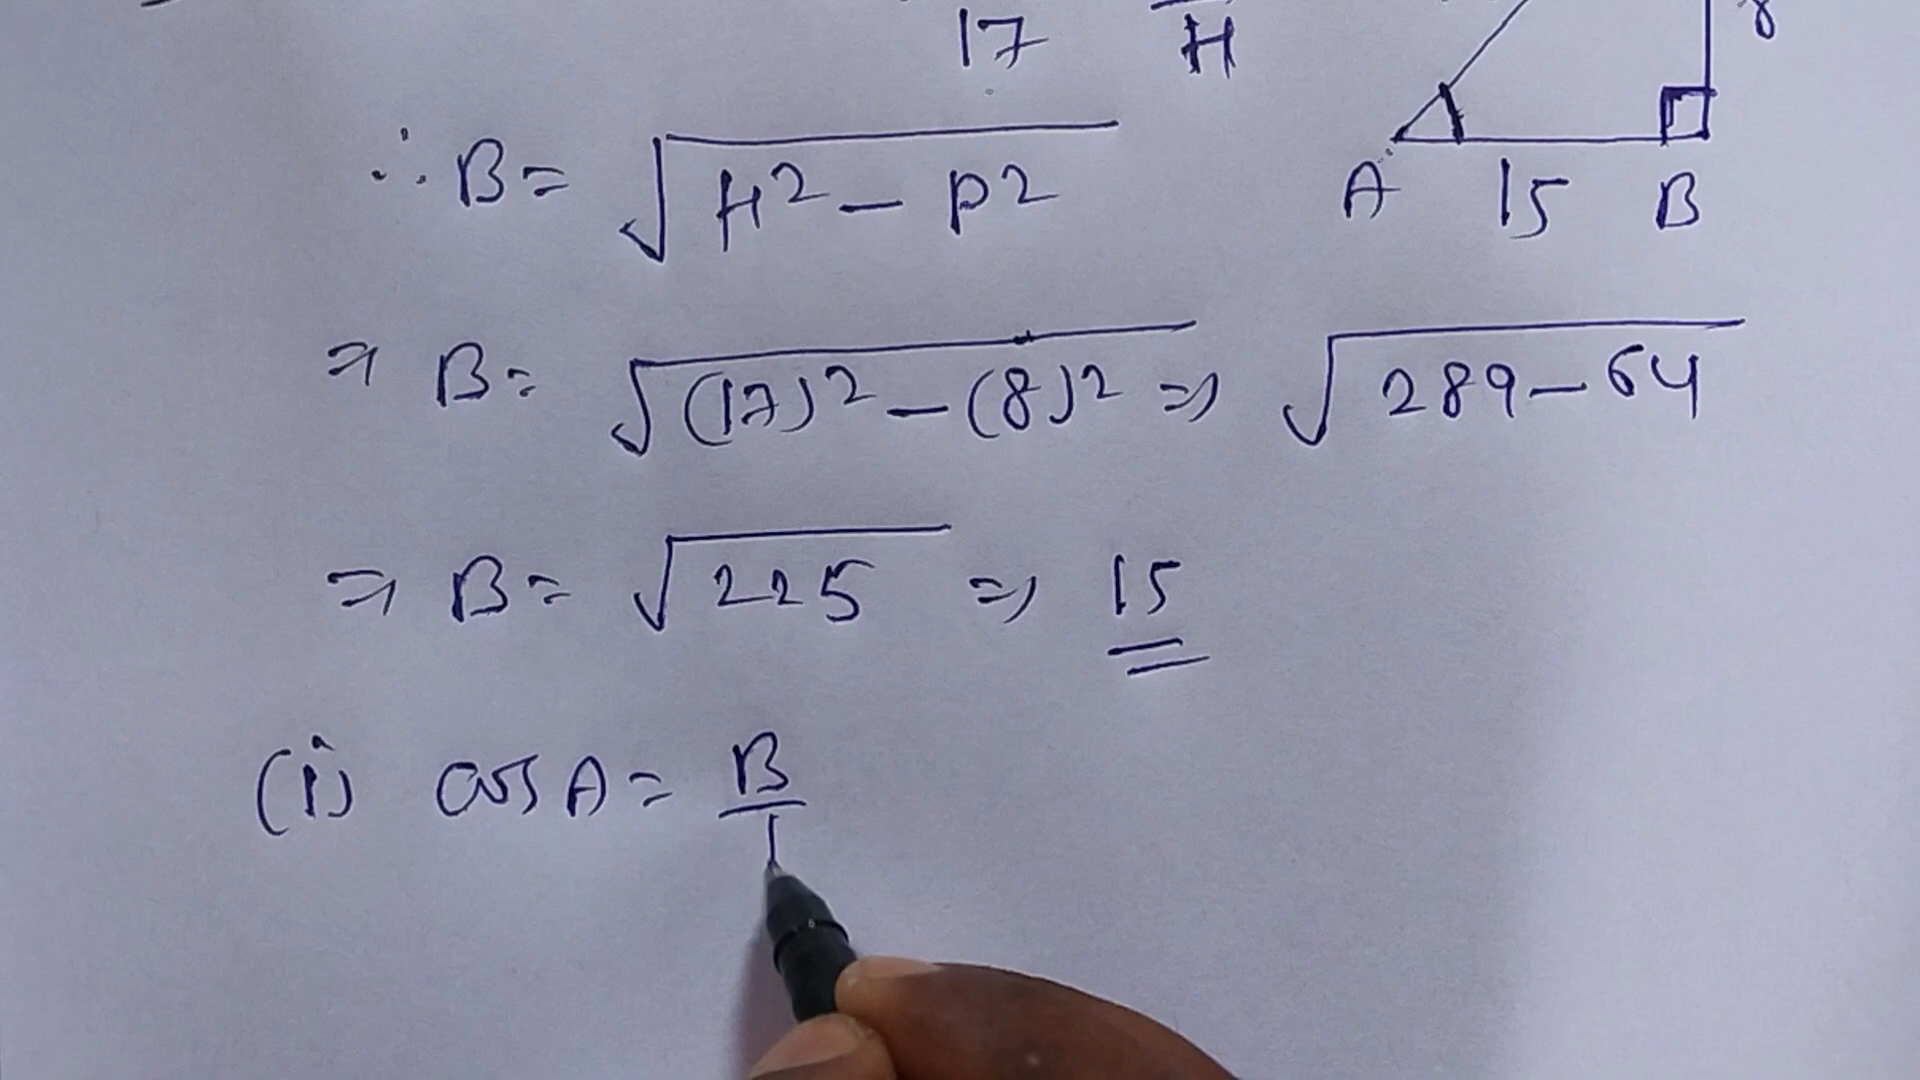 17 H
8
∴ B = √(H² - P²)
A 15 B
⇒ B = √((17)² - (8)²) ⇒ √(289 - 64)
⇒ B = √225 ⇒ 15
(i) cos A = B/